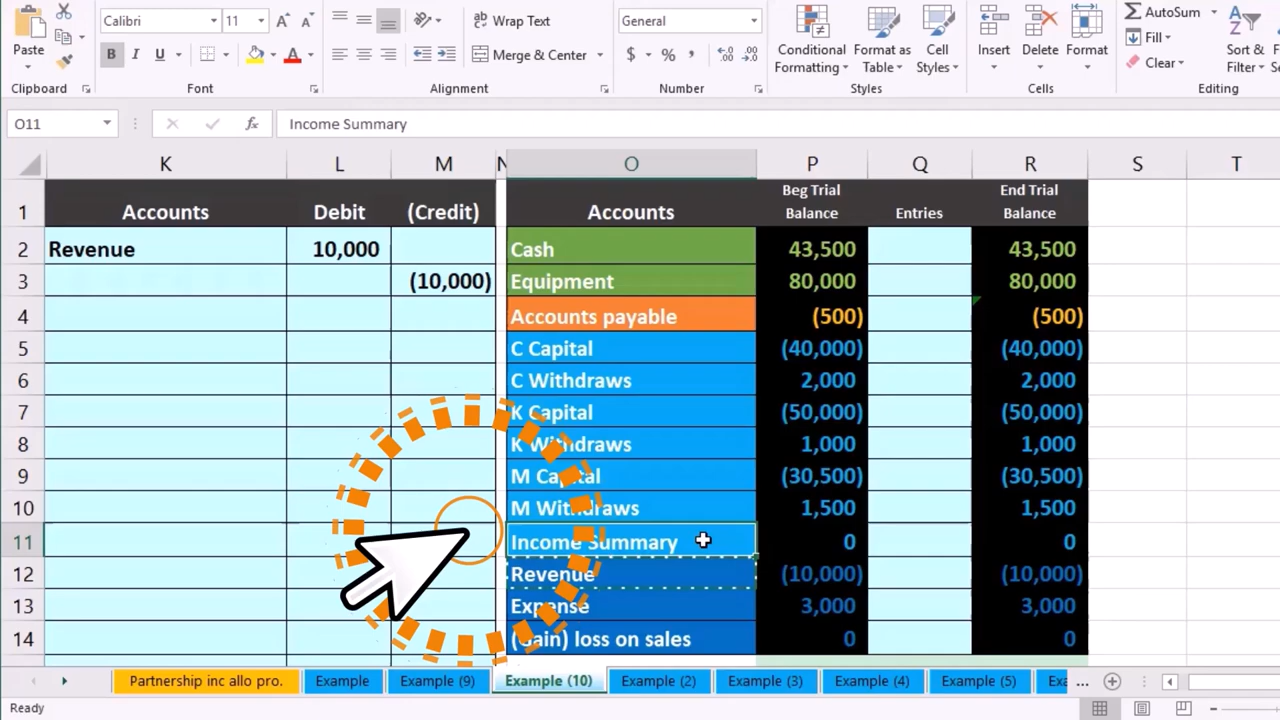 Calibri 11 Wrap Text General
Paste B I U Merge & Center $ % , Conditional Formatting Format as Table Cell Styles Insert Delete Format AutoSum Fill Clear Sort & Filter
Clipboard Font Alignment Number Styles Cells Editing
O11 fx Income Summary
K L M N O P Q R S T
1 Accounts Debit (Credit) Accounts Beg Trial Balance Entries End Trial Balance
2 Revenue 10,000 Cash 43,500 43,500
3 (10,000) Equipment 80,000 80,000
4 Accounts payable (500) (500)
5 C Capital (40,000) (40,000)
6 C Withdraws 2,000 2,000
7 K Capital (50,000) (50,000)
8 K Withdraws 1,000 1,000
9 M Capital (30,500) (30,500)
10 M Withdraws 1,500 1,500
11 Income Summary 0 0
12 Revenue (10,000) (10,000)
13 Expense 3,000 3,000
14 (Gain) loss on sales 0 0
Partnership inc allo pro. Example Example (9) Example (10) Example (2) Example (3) Example (4) Example (5) ...
Ready